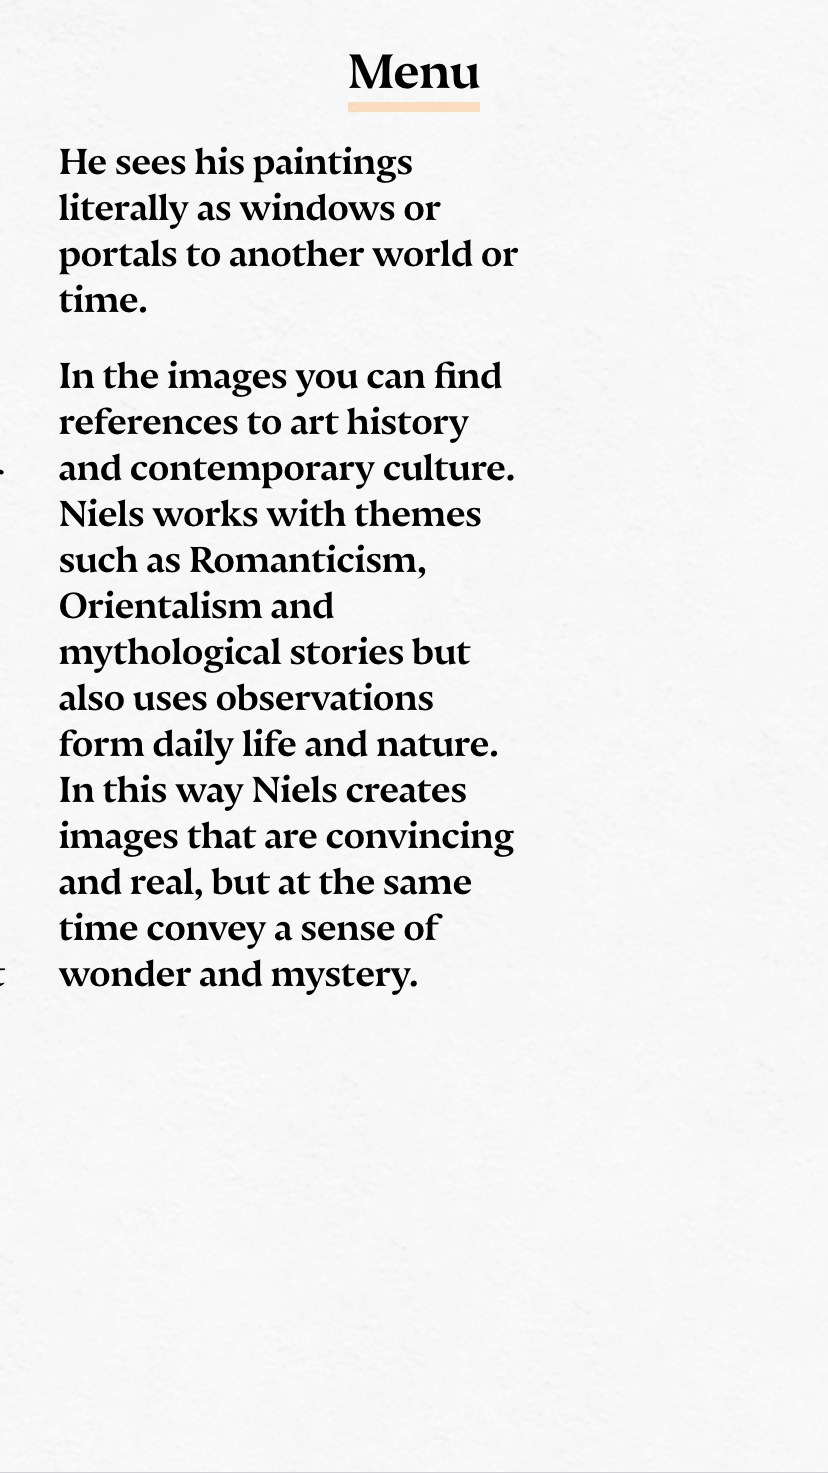 Menu
He sees his paintings
literally as windows or
portals to another world or
time.
In the images you can find
references to art history
and contemporary culture.
Niels works with themes
such as Romanticism,
Orientalism and
mythological stories but
also uses observations
form daily life and nature.
In this way Niels creates
images that are convincing
and real, but at the same
time convey a sense of
wonder and mystery.